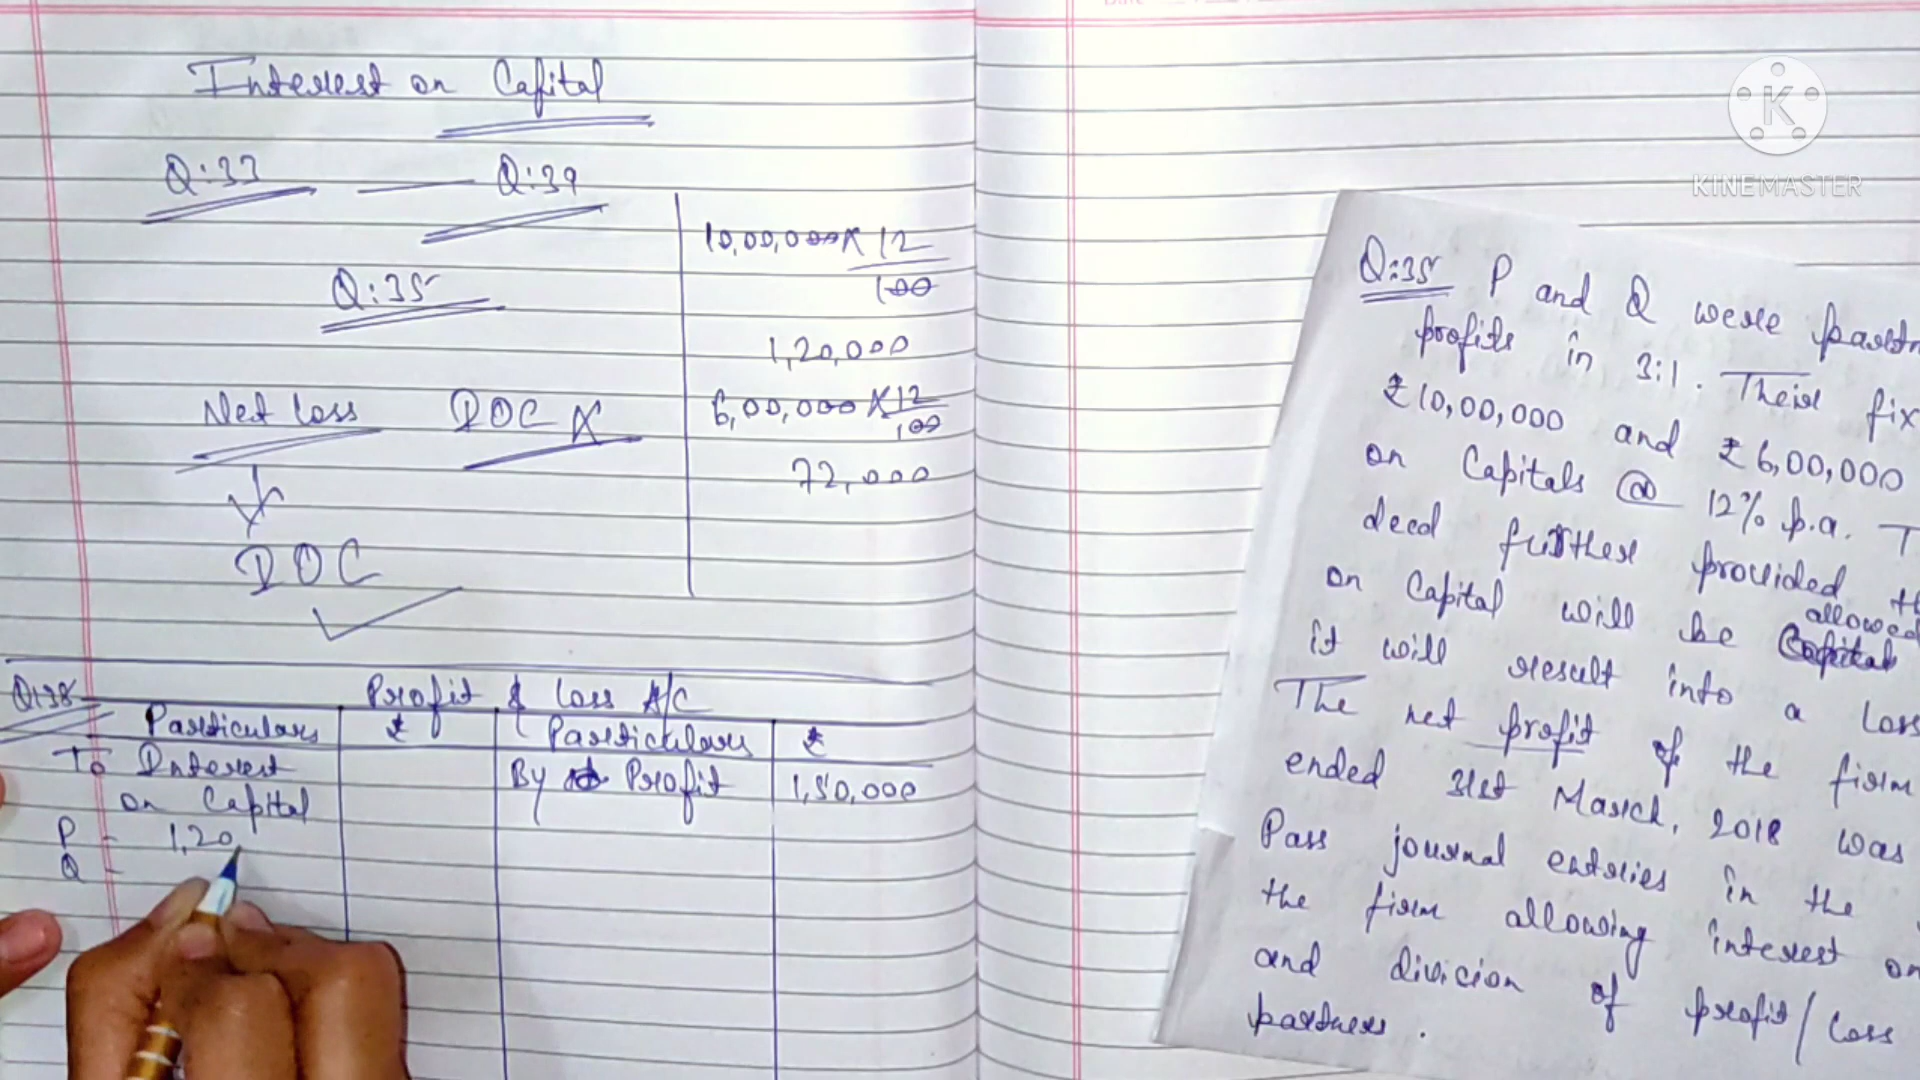 Interest on Capital
Q:33 — Q:39
Q:35
Net loss DOC X
DOC
10,00,000 X 12
100
1,20,000
6,00,000 X 12
100
72,000
Q:38 Profit & loss A/C
Particulars ₹ Particulars ₹
To Interest By Profit 1,50,000
on Capital
P - 1,20
Q -
K
KINEMASTER
Q:35 P and Q were partn
profits in 3:1. Their fix
₹10,00,000 and ₹6,00,000
on Capitals @ 12% p.a. T
deed further provided th
on Capital will be allowed
it will result into a loss
The net profit of the firm
ended 31st March, 2018 was
Pass journal entries in the
the firm allowing interest on
and division of profit/loss
partners.